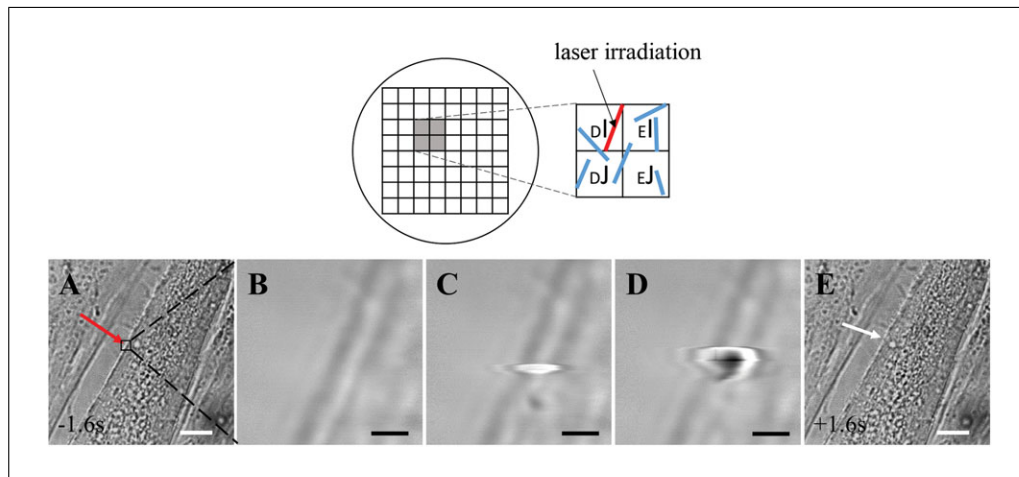 laser irradiation
DI EI
DJ EJ
A B C D E
-1.6s +1.6s